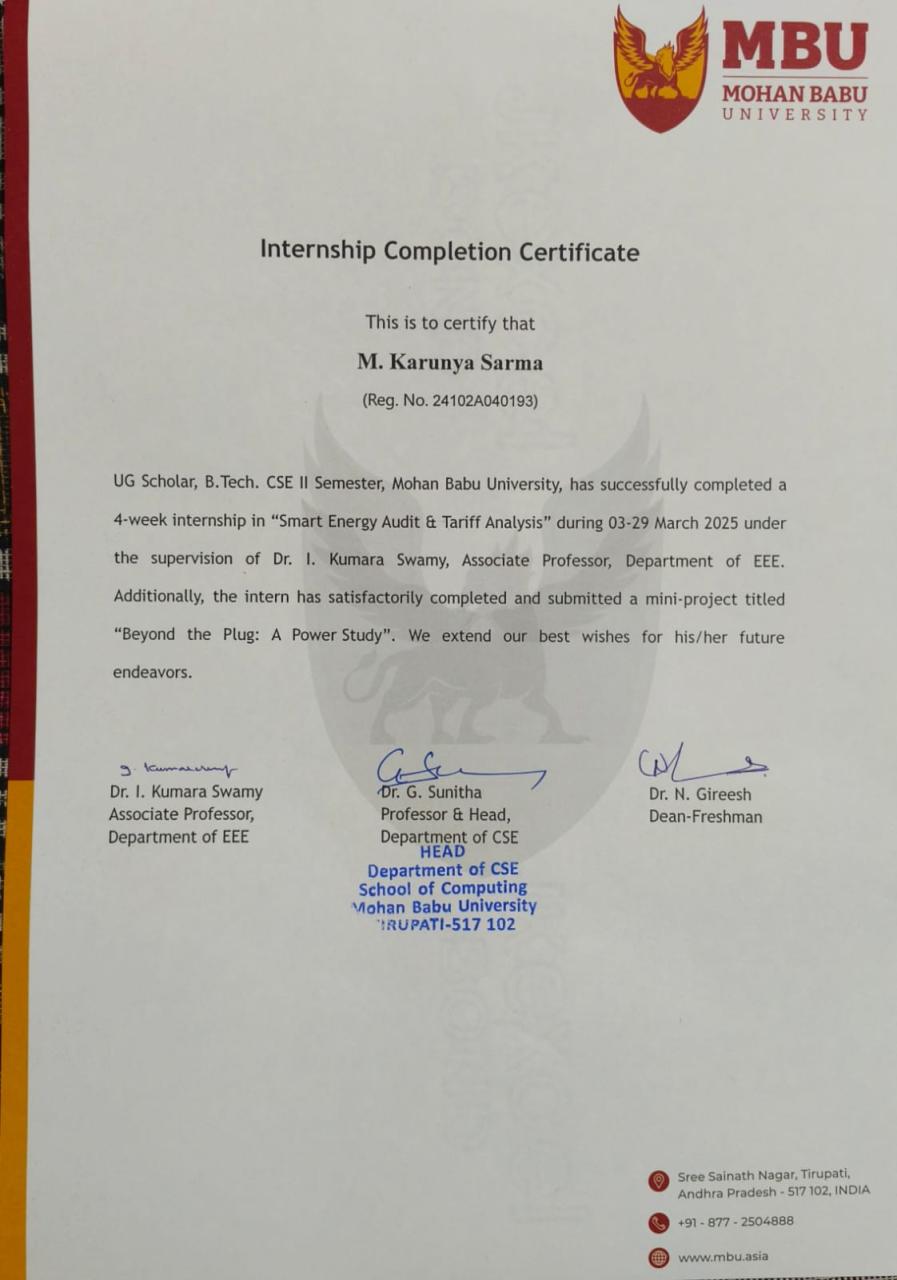 MBU
MOHAN BABU
UNIVERSITY
Internship Completion Certificate
This is to certify that
M. Karunya Sarma
(Reg. No. 24102A040193)
UG Scholar, B.Tech. CSE II Semester, Mohan Babu University, has successfully completed a
4-week internship in “Smart Energy Audit & Tariff Analysis” during 03-29 March 2025 under
the supervision of Dr. I. Kumara Swamy, Associate Professor, Department of EEE.
Additionally, the intern has satisfactorily completed and submitted a mini-project titled
“Beyond the Plug: A Power Study”. We extend our best wishes for his/her future
endeavors.
Dr. I. Kumara Swamy
Associate Professor,
Department of EEE
Dr. G. Sunitha
Professor & Head,
Department of CSE
HEAD
Department of CSE
School of Computing
Mohan Babu University
TIRUPATI-517 102
Dr. N. Gireesh
Dean-Freshman
Sree Sainath Nagar, Tirupati,
Andhra Pradesh - 517 102, INDIA
+91 - 877 - 2504888
www.mbu.asia